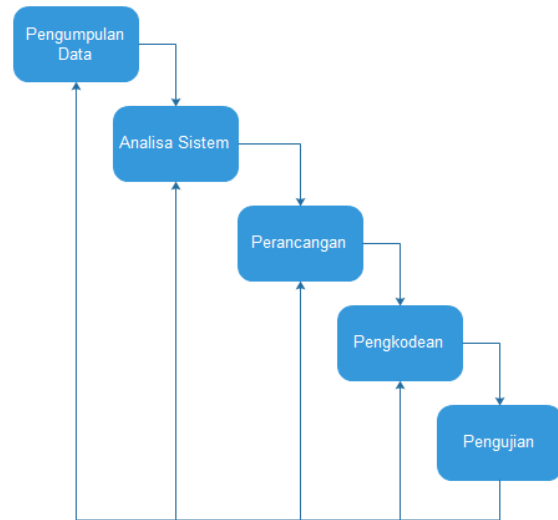 Pengumpulan
Data
Analisa Sistem
Perancangan
Pengkodean
Pengujian